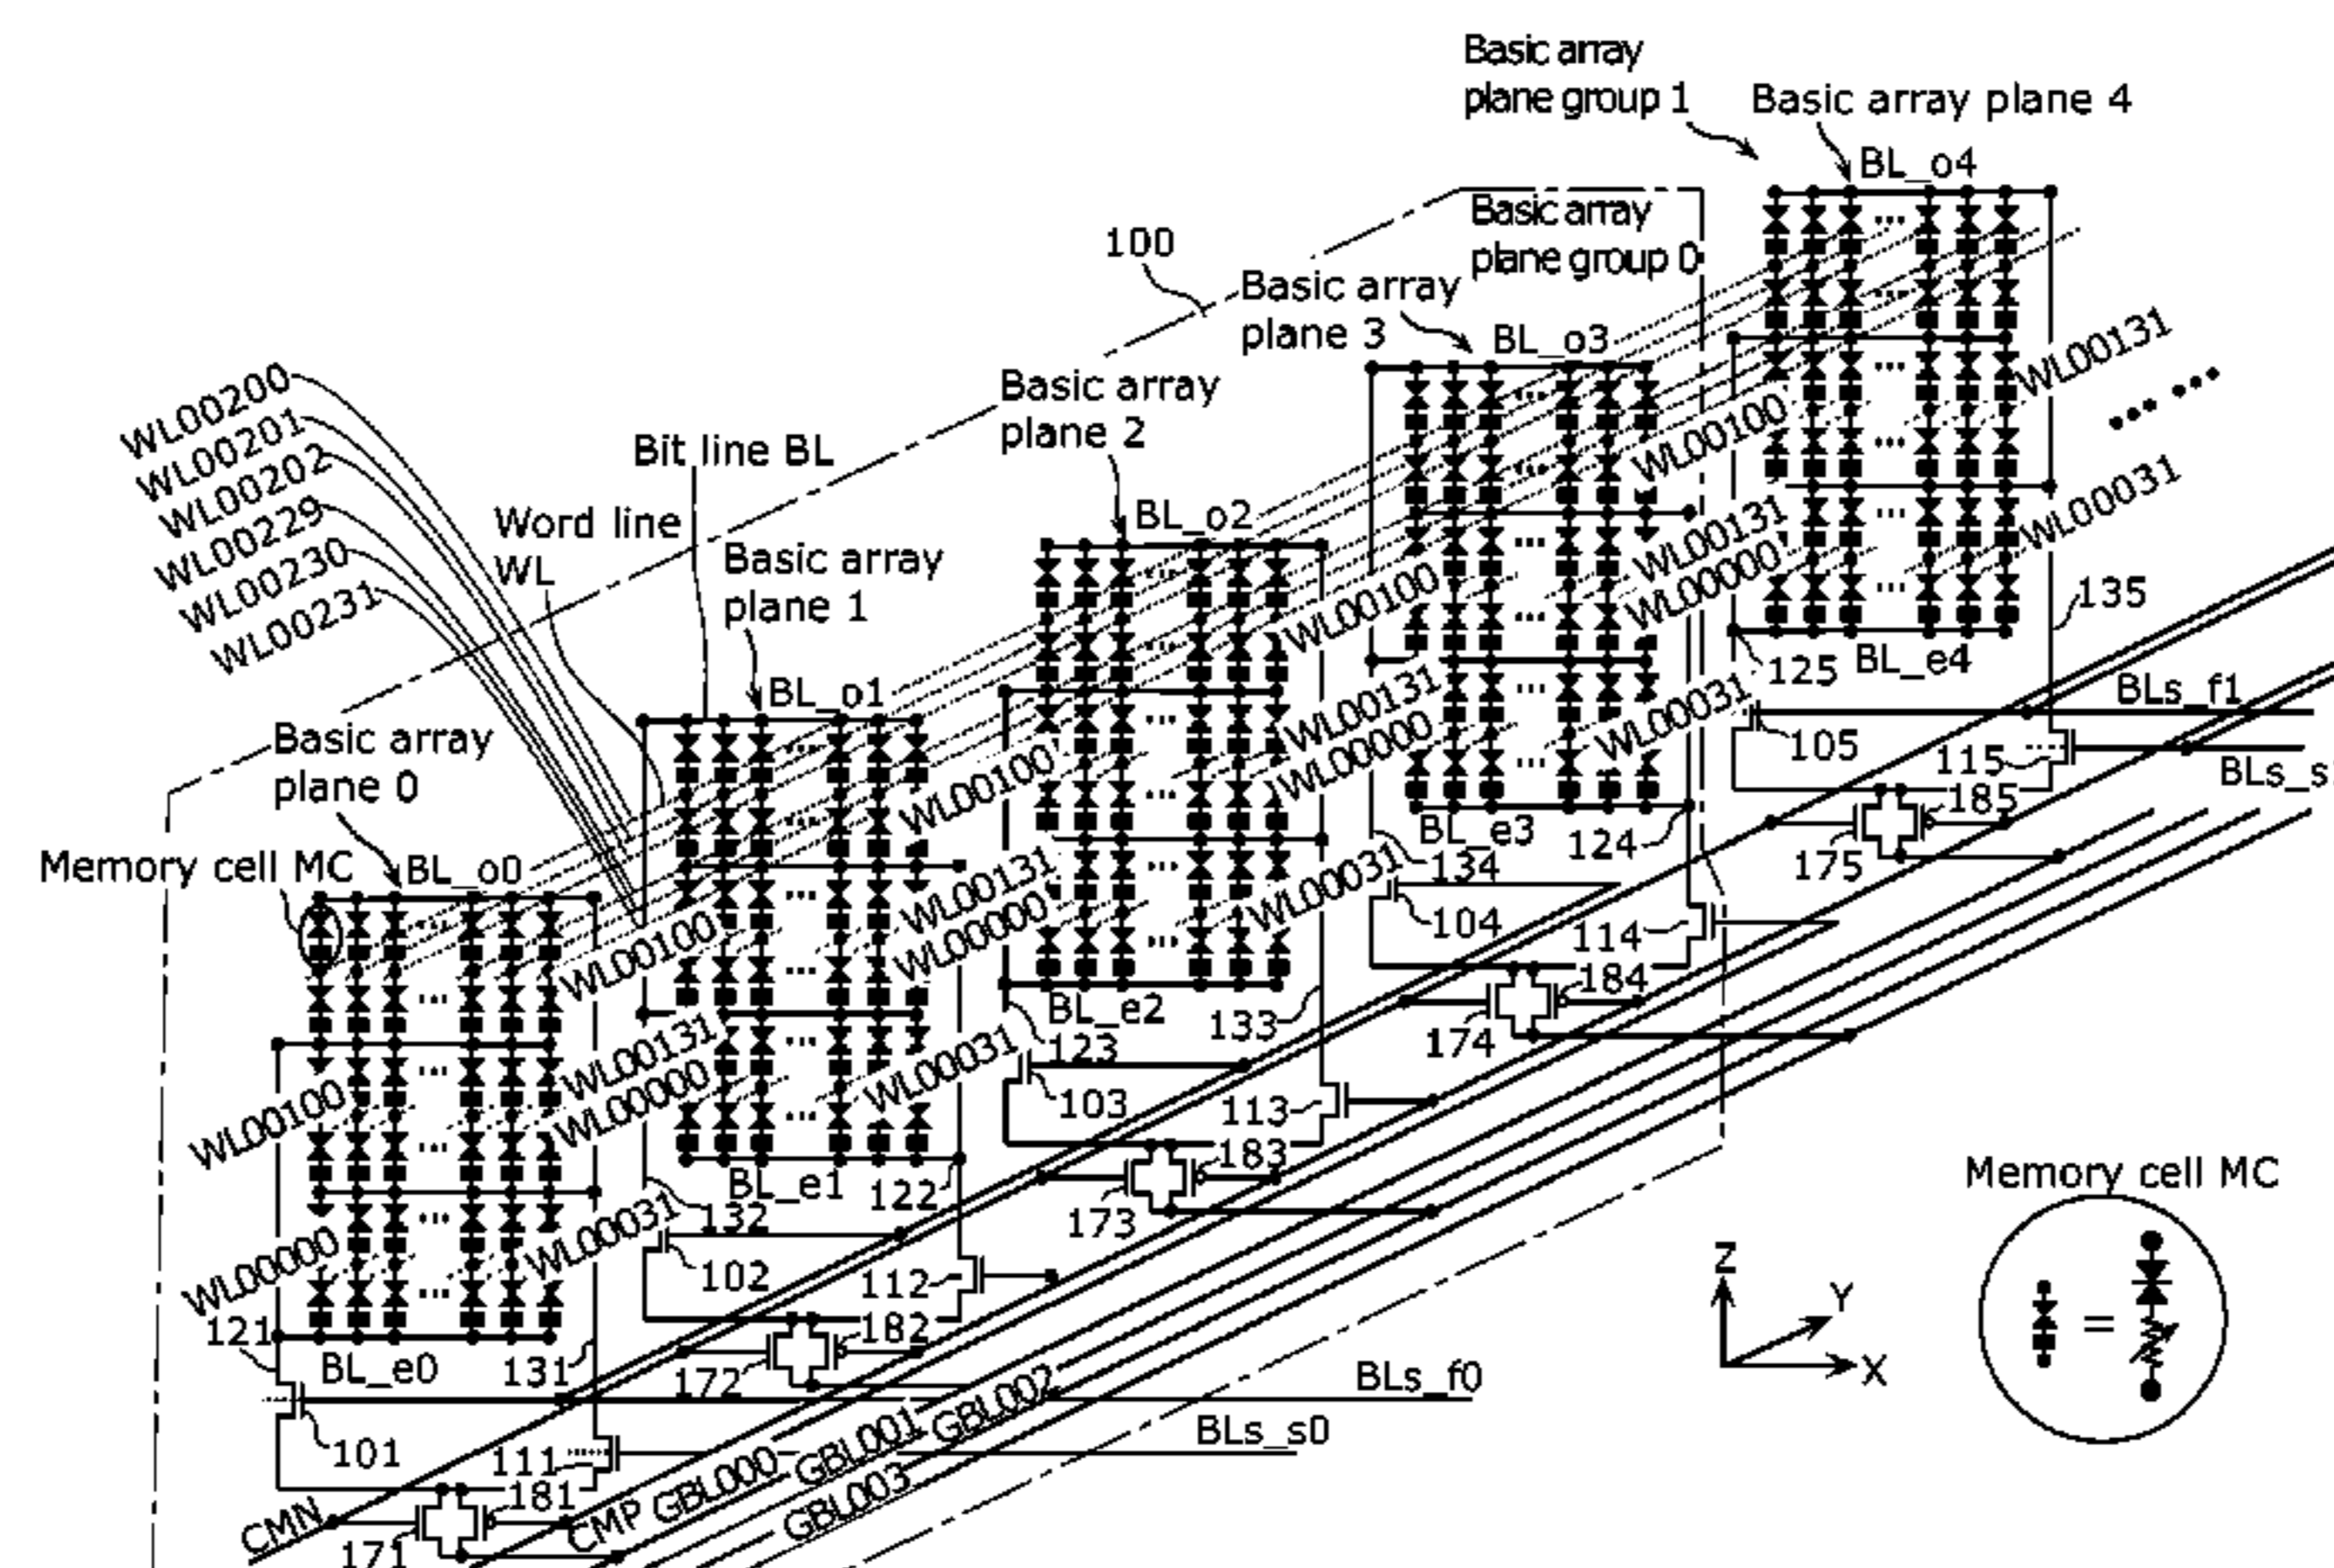 Basic array
plane group 1
Basic array plane 4
BL_o4
Basic array
plane group 0
100
Basic array
plane 3
BL_o3
WL00131
Basic array
plane 2
WL00200
WL00201
WL00202
WL00229
WL00230
WL00231
Bit line BL
WL00100
BL_o2
Word line
WL
Basic array
plane 1
WL00131
WL00031
WL00000
WL00100
135
BL_o1
125
BL_e4
BLs_f1
WL00131
WL00031
WL00000
105
115
BLs_s
Basic array
plane 0
WL00100
BL_e3
124
185
175
Memory cell MC
BL_o0
134
WL00131
WL00031
WL00000
104
114
WL00100
184
BL_e2
133
174
123
WL00131
WL00031
WL00000
103
113
WL00100
183
Memory cell MC
BL_e1
122
132
173
WL00031
WL00000
102
112
Z
Y
X
=
121
182
BL_e0
131
172
BLs_f0
GBL002
GBL001
BLs_s0
101
111
GBL000
GBL003
181
CMN
CMP
171